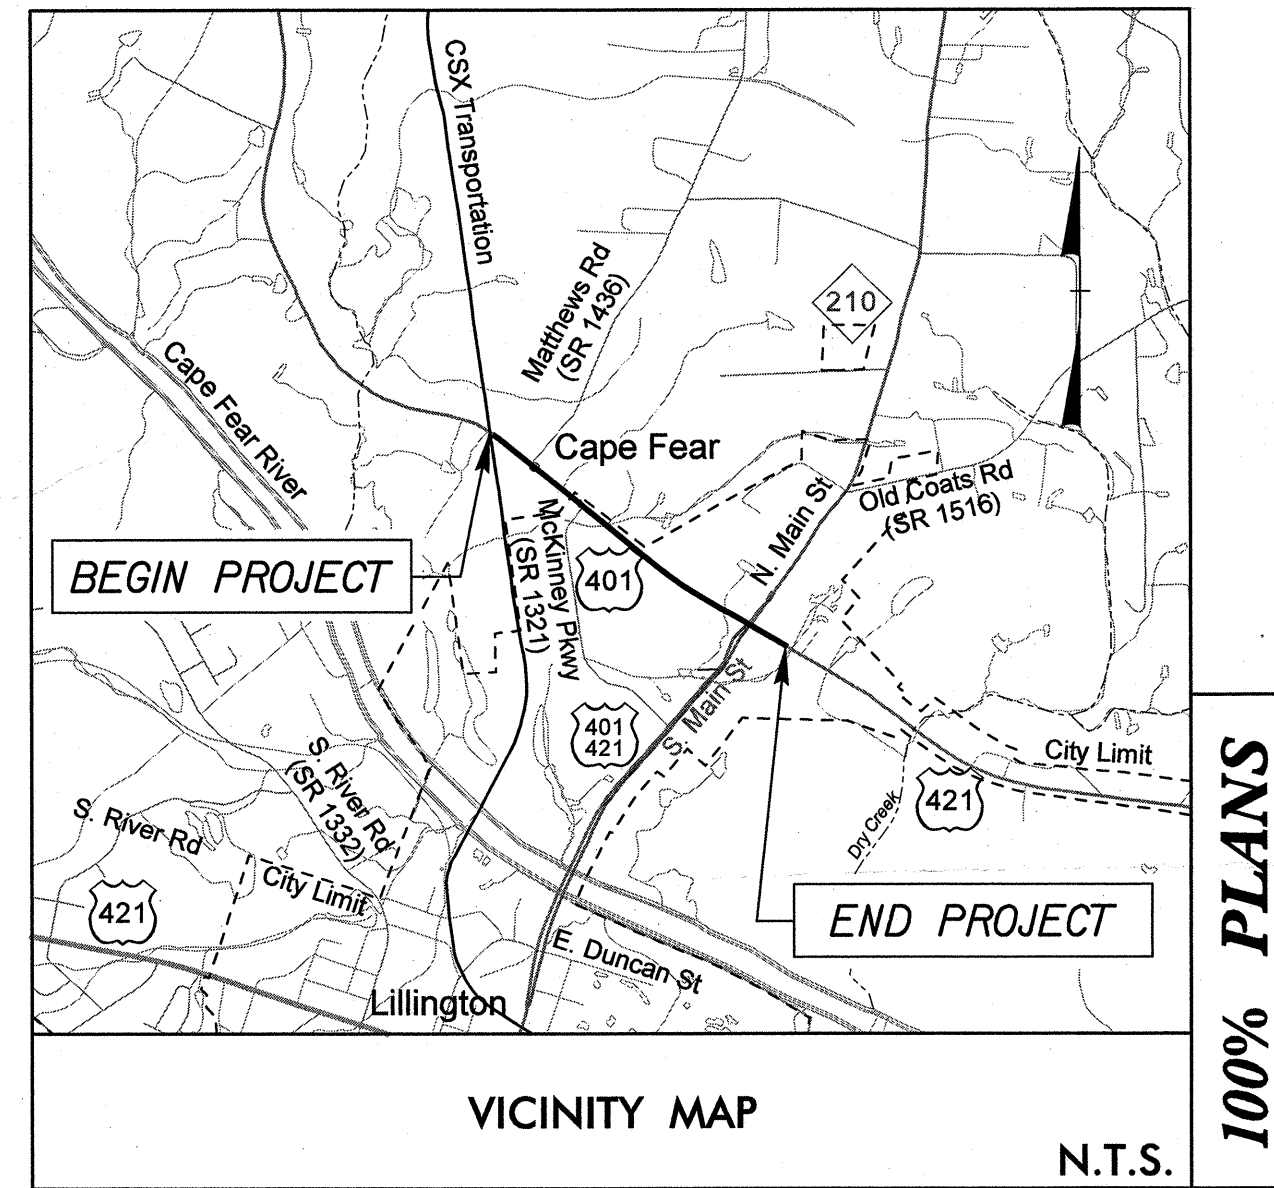 CSX Transportation
Matthews Rd
(SR 1436)
210
Cape Fear River
Cape Fear
N. Main St
Old Coats Rd
(SR 1516)
BEGIN PROJECT
McKinney Pkwy
(SR 1321)
401
401
421
S. Main St
City Limit
421
S. River Rd
(SR 1332)
S. River Rd
City Limit
421
Dry Creek
END PROJECT
E. Duncan St
Lillington
VICINITY MAP
N.T.S.
100% PLANS